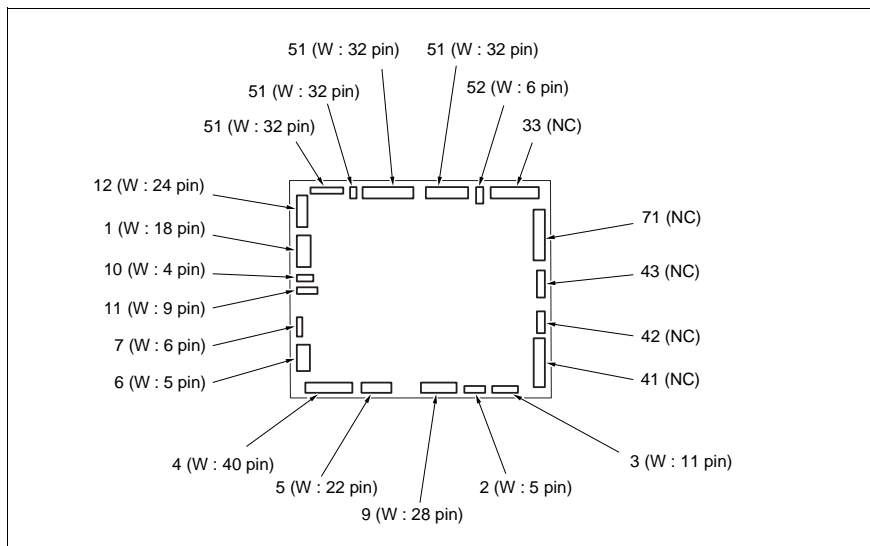 51 (W : 32 pin)
51 (W : 32 pin)
51 (W : 32 pin)
52 (W : 6 pin)
51 (W : 32 pin)
33 (NC)
12 (W : 24 pin)
1 (W : 18 pin)
10 (W : 4 pin)
11 (W : 9 pin)
7 (W : 6 pin)
6 (W : 5 pin)
71 (NC)
43 (NC)
42 (NC)
41 (NC)
4 (W : 40 pin)
5 (W : 22 pin)
9 (W : 28 pin)
2 (W : 5 pin)
3 (W : 11 pin)